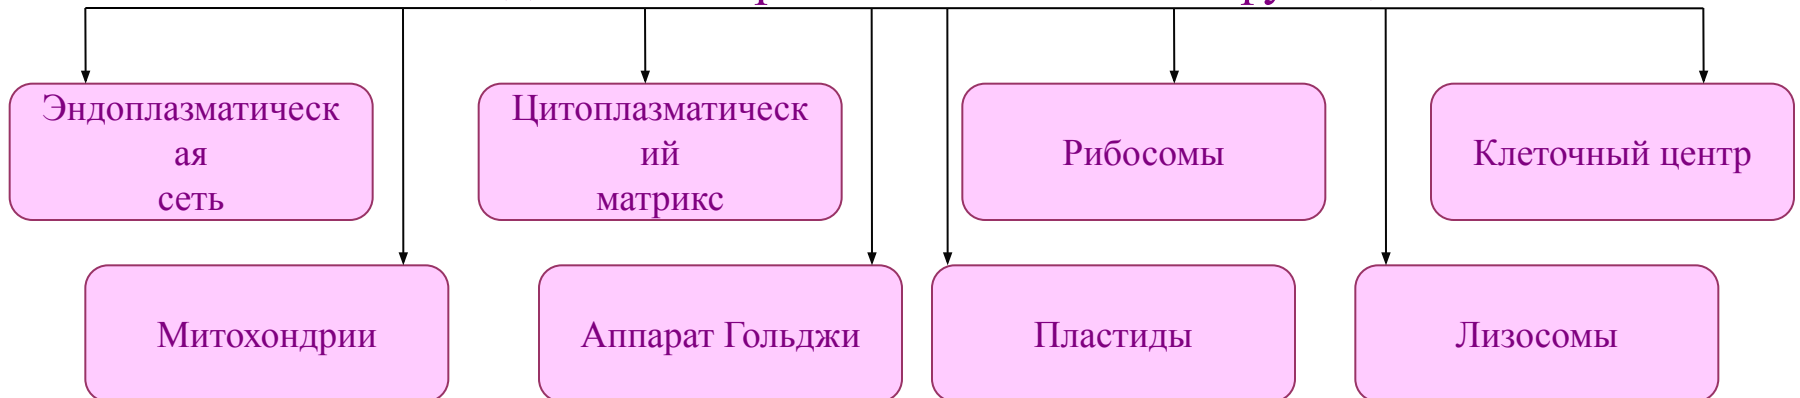 Эндоплазматическ
ая
сеть
Цитоплазматическ
ий
матрикс
Рибосомы
Клеточный центр
Митохондрии
Аппарат Гольджи
Пластиды
Лизосомы